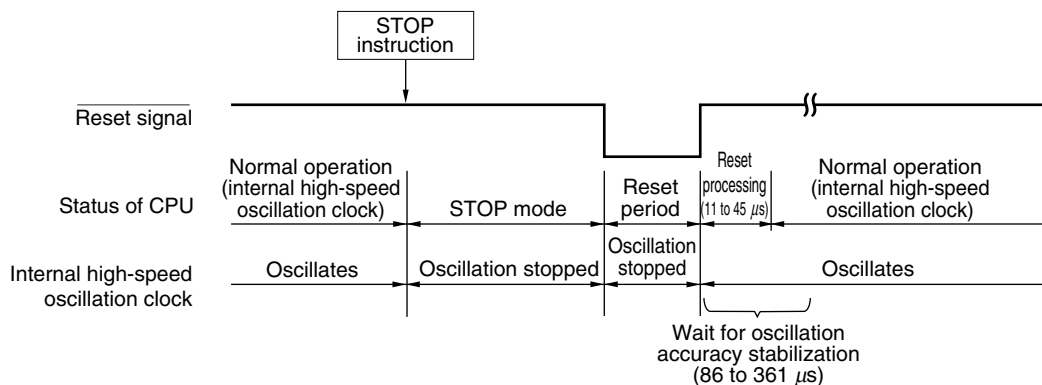 STOP
instruction
Reset signal
Normal operation
(internal high-speed
oscillation clock)
STOP mode
Reset
period
Reset
processing
(11 to 45 μs)
Normal operation
(internal high-speed
oscillation clock)
Status of CPU
Internal high-speed
oscillation clock
Oscillates
Oscillation stopped
Oscillation
stopped
Oscillates
Wait for oscillation
accuracy stabilization
(86 to 361 μs)